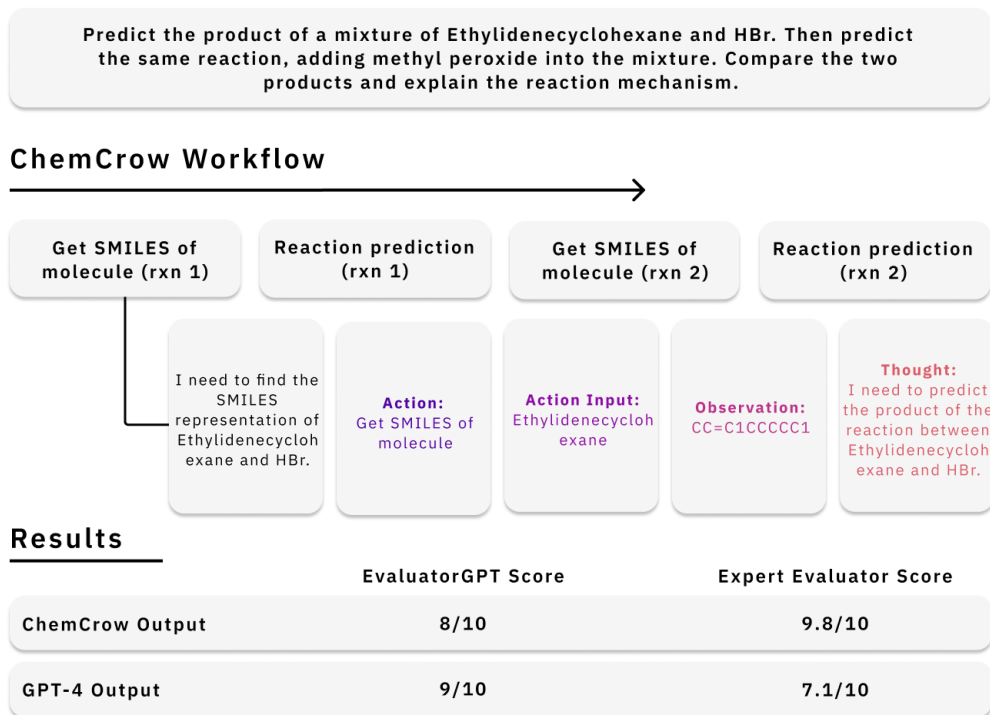 Predict the product of a mixture of Ethylidenecyclohexane and HBr. Then predict
the same reaction, adding methyl peroxide into the mixture. Compare the two
products and explain the reaction mechanism.
ChemCrow Workflow
Get SMILES of
molecule (rxn 1)
Reaction prediction
(rxn 1)
Get SMILES of
molecule (rxn 2)
Reaction prediction
(rxn 2)
I need to find the
SMILES
representation of
Ethylidenecycloh
exane and HBr.
Action:
Get SMILES of
molecule
Action Input:
Ethylidenecycloh
exane
Observation:
CC=C1CCCCC1
Thought:
I need to predict
the product of the
reaction between
Ethylidenecycloh
exane and HBr.
Results
EvaluatorGPT Score
Expert Evaluator Score
ChemCrow Output
8/10
9.8/10
GPT-4 Output
9/10
7.1/10